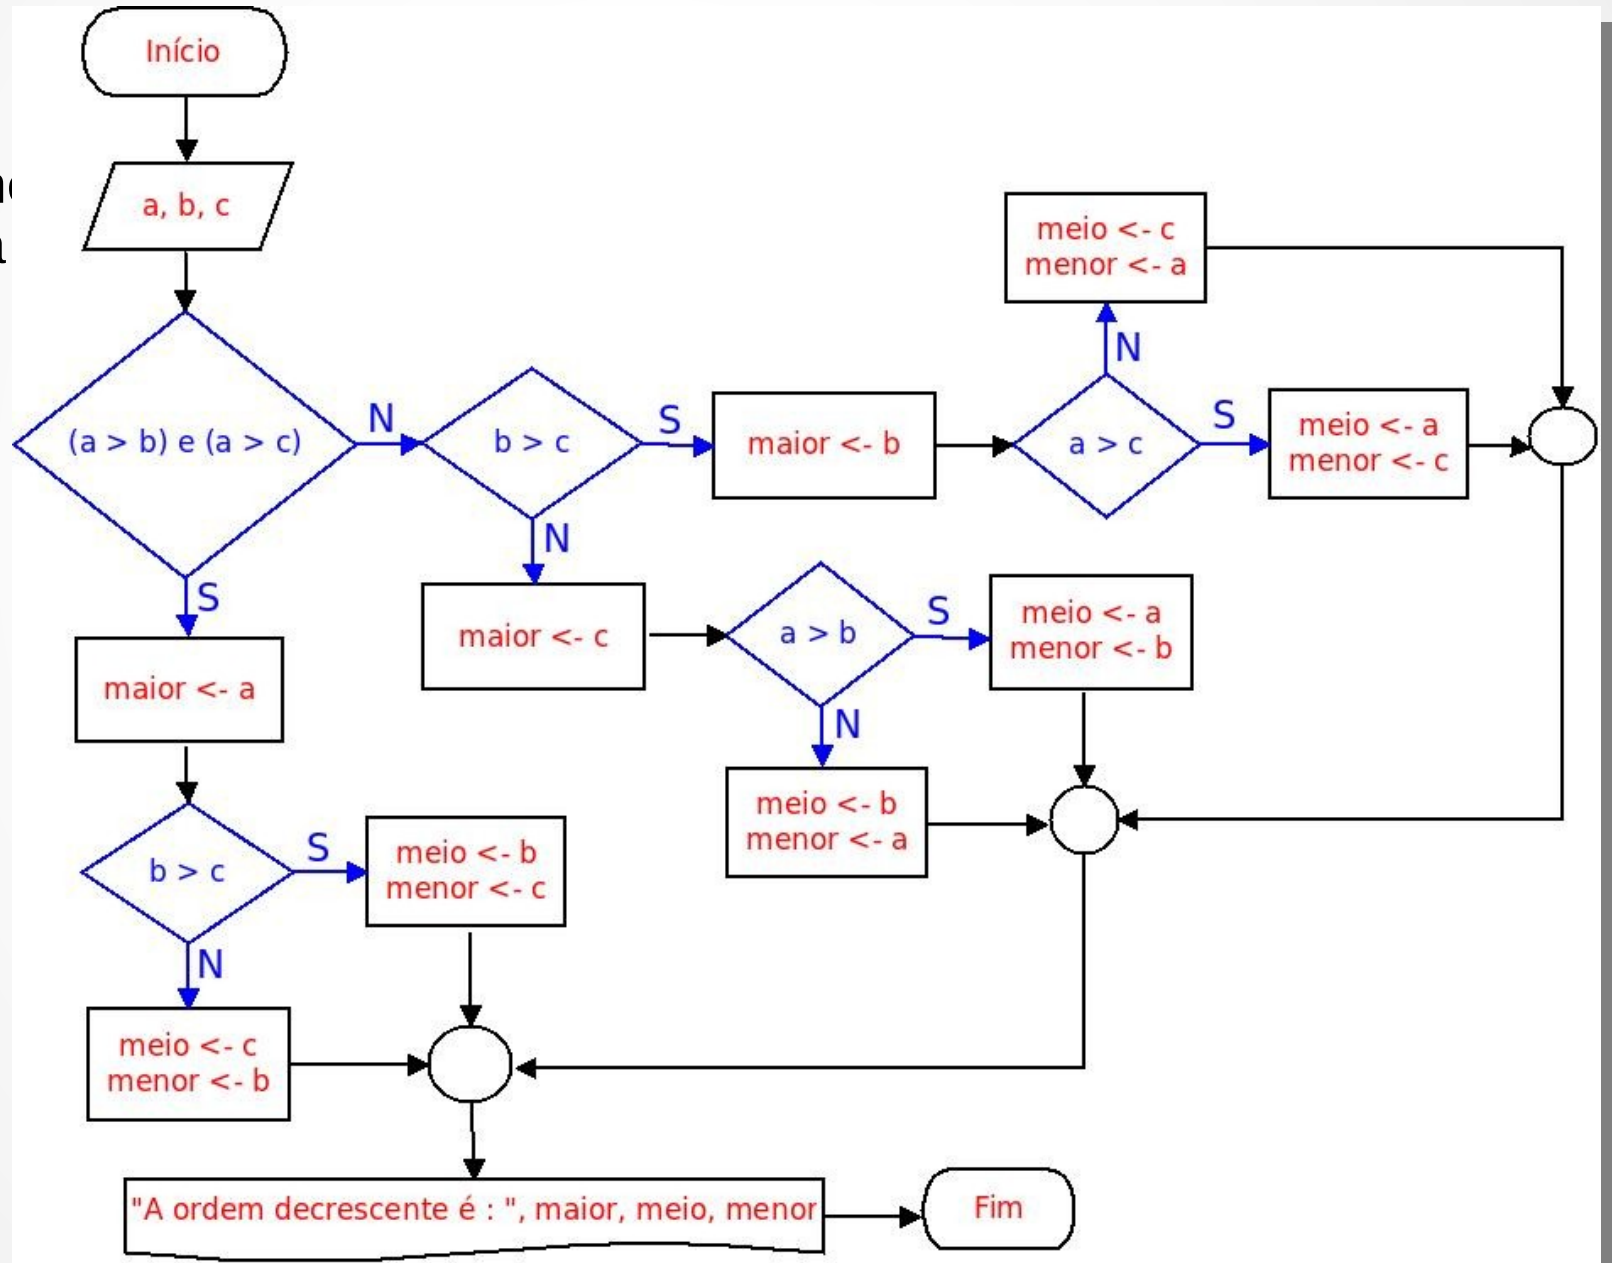 Início
a, b, c
(a > b) e (a > c)
N
b > c
S
maior <- b
a > c
N
meio <- c
menor <- a
S
meio <- a
menor <- c
N
maior <- c
a > b
S
meio <- a
menor <- b
N
meio <- b
menor <- a
S
maior <- a
b > c
S
meio <- b
menor <- c
N
meio <- c
menor <- b
"A ordem decrescente é : ", maior, meio, menor
Fim